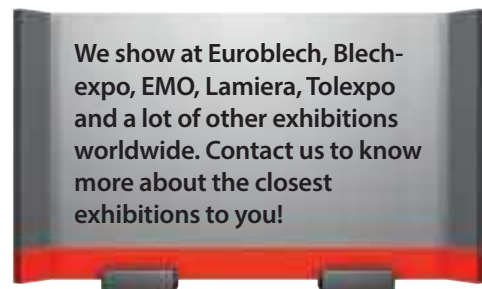 We show at Euroblech, Blech-
expo, EMO, Lamiera, Tolexpo
and a lot of other exhibitions
worldwide. Contact us to know
more about the closest
exhibitions to you!